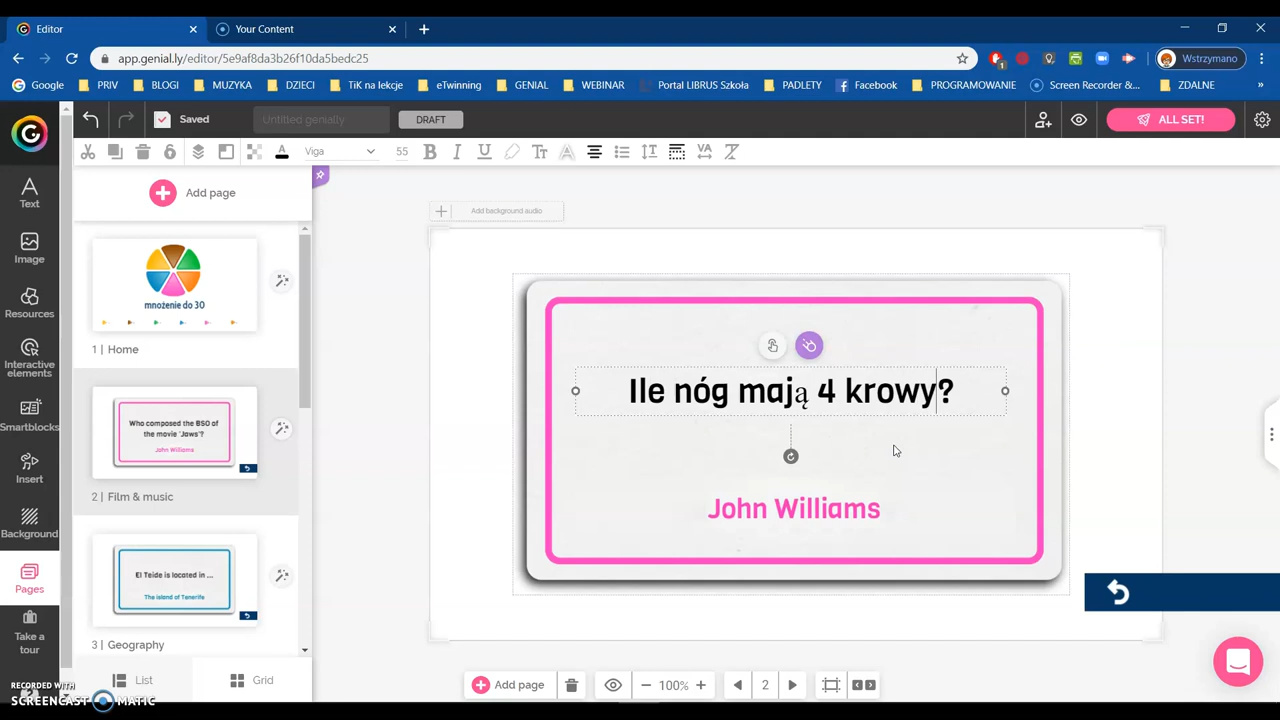 Editor
Your Content
app.genial.ly/editor/5e9af8da3b26f10da5bedc25
Wstrzymano
Google PRIV BLOGI MUZYKA DZIECI TiK na lekcje eTwinning GENIAL WEBINAR Portal LIBRUS Szkoła PADLETY Facebook PROGRAMOWANIE Screen Recorder &... ZDALNE »
Saved
Untitled genially
DRAFT
ALL SET!
Viga 55
Add page
Text
Image
Resources
Interactive
elements
Smartblocks
Insert
Background
Pages
Take a
tour
mnożenie do 30
1 | Home
Who composed the BSO of
the movie 'Jaws'?
John Williams
2 | Film & music
El Teide is located in ...
The island of Tenerife
3 | Geography
List
Grid
Add background audio
Ile nóg mają 4 krowy?
John Williams
Add page
100%
2
RECORDED WITH
SCREENCAST MATIC